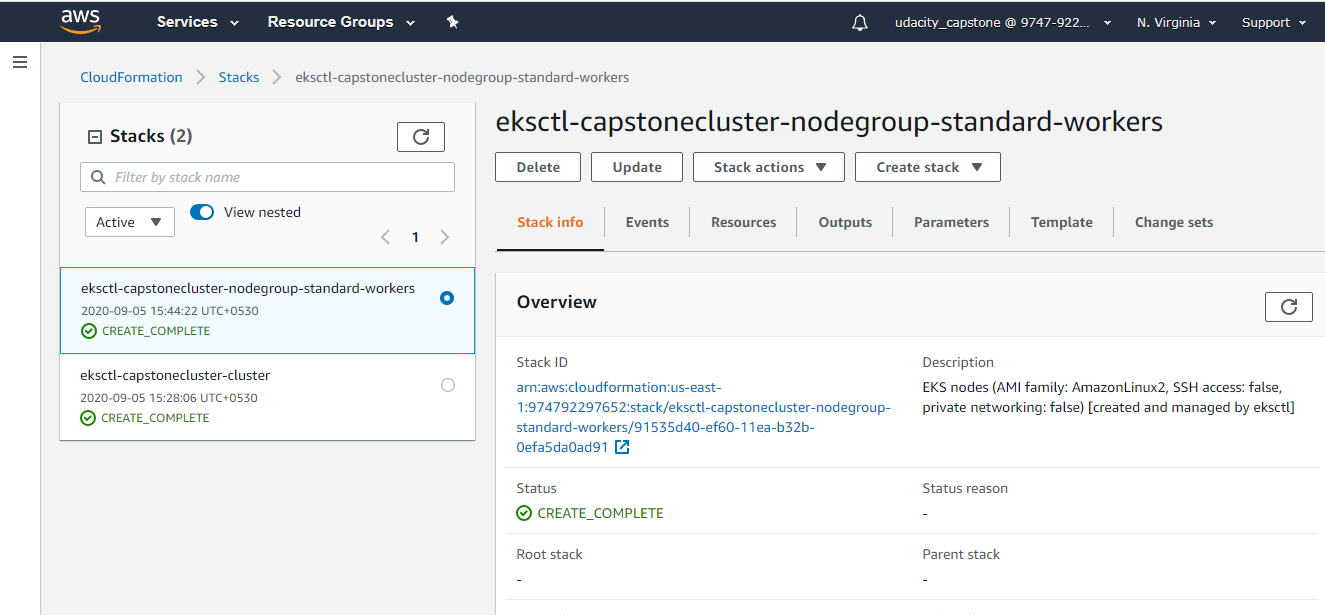 aws
Services
Resource Groups
udacity_capstone @ 9747-922...
N. Virginia
Support
CloudFormation
Stacks
eksctl-capstonecluster-nodegroup-standard-workers
Stacks (2)
Filter by stack name
Active
View nested
1
eksctl-capstonecluster-nodegroup-standard-workers
2020-09-05 15:44:22 UTC+0530
CREATE_COMPLETE
eksctl-capstonecluster-cluster
2020-09-05 15:28:06 UTC+0530
CREATE_COMPLETE
eksctl-capstonecluster-nodegroup-standard-workers
Delete
Update
Stack actions
Create stack
Stack info
Events
Resources
Outputs
Parameters
Template
Change sets
Overview
Stack ID
arn:aws:cloudformation:us-east-
1:974792297652:stack/eksctl-capstonecluster-nodegroup-
standard-workers/91535d40-ef60-11ea-b32b-
0efa5da0ad91
Description
EKS nodes (AMI family: AmazonLinux2, SSH access: false,
private networking: false) [created and managed by eksctl]
Status
CREATE_COMPLETE
Status reason
-
Root stack
-
Parent stack
-